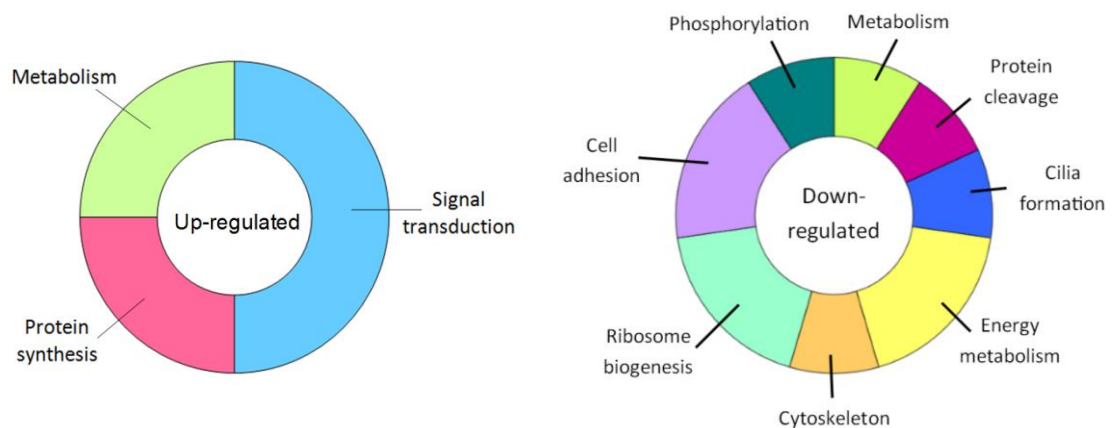 Metabolism
Up-regulated
Signal
transduction
Protein
synthesis
Phosphorylation
Metabolism
Protein
cleavage
Cell
adhesion
Down-
regulated
Cilia
formation
Ribosome
biogenesis
Energy
metabolism
Cytoskeleton